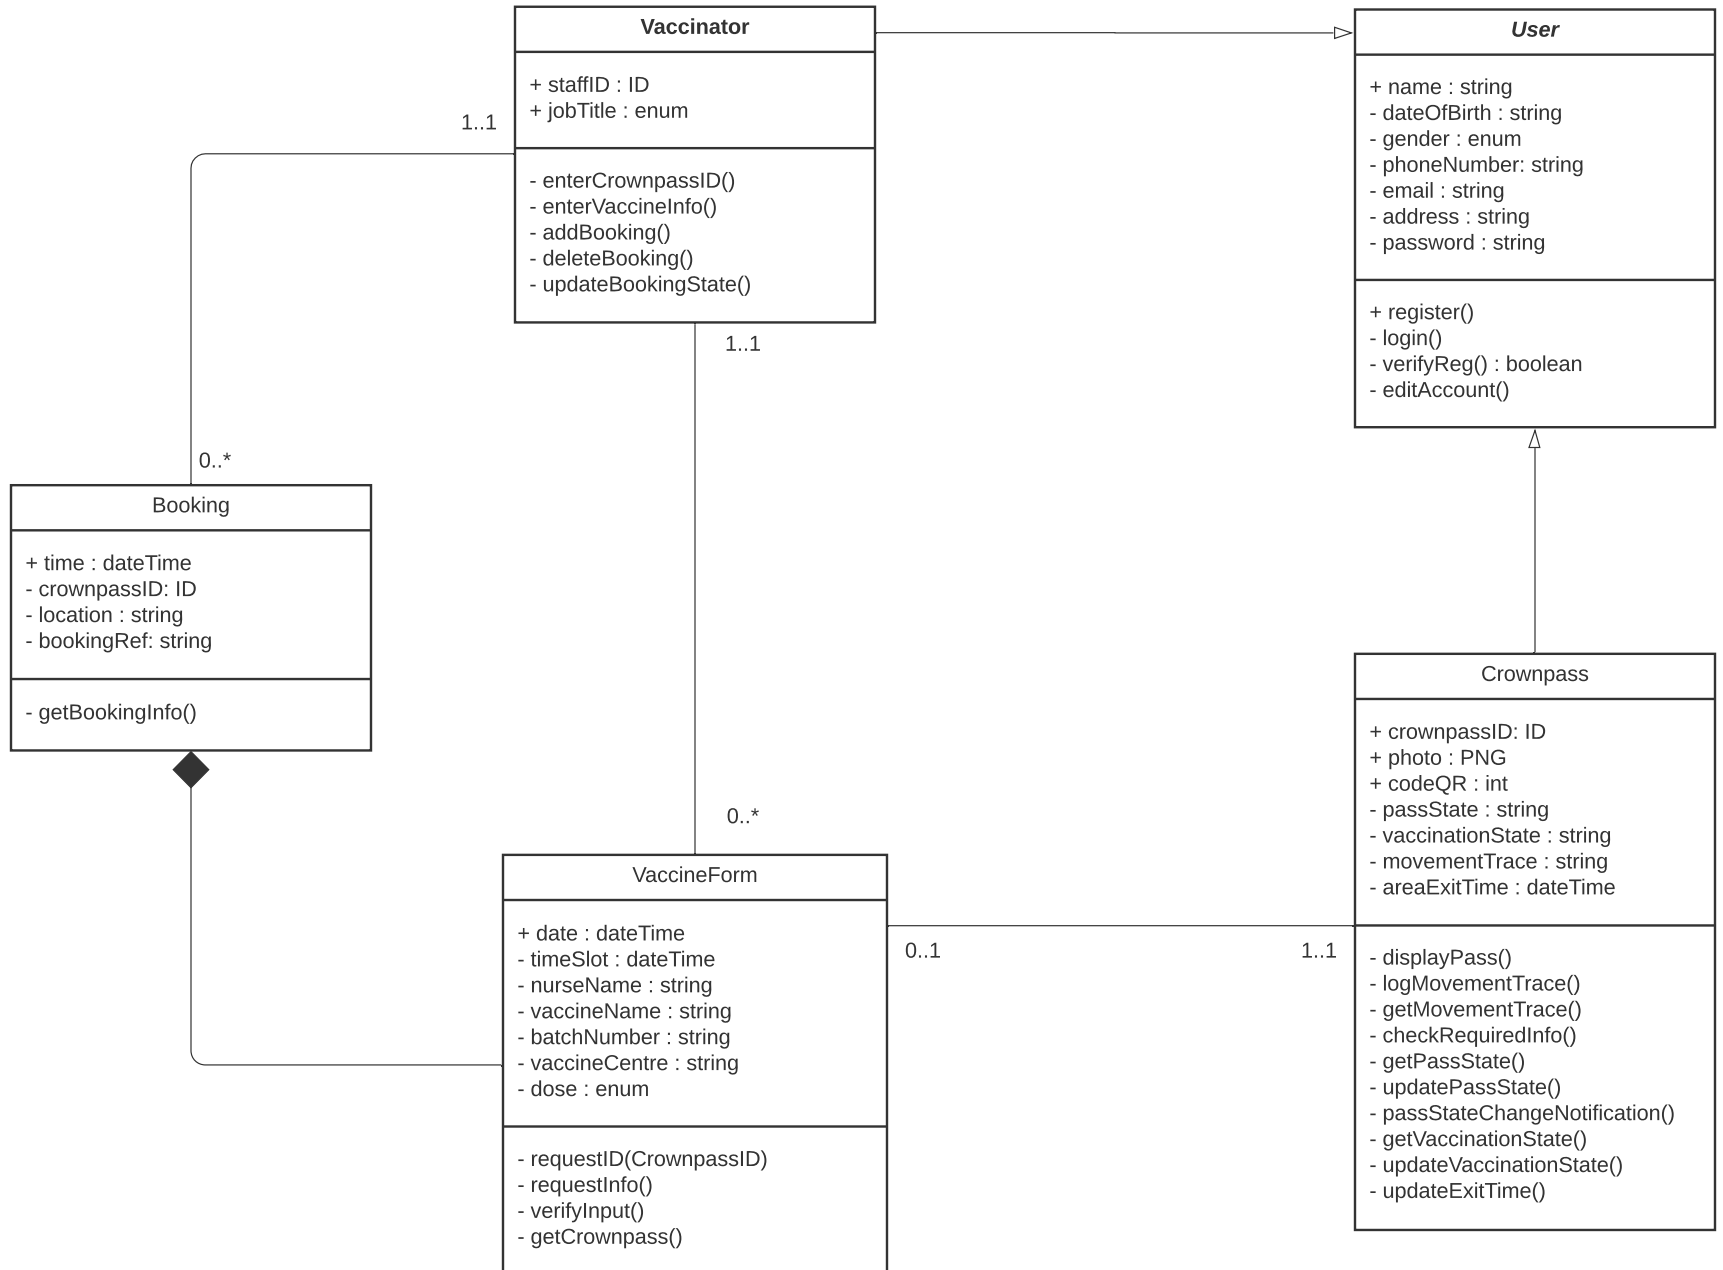 Vaccinator
+ staffID : ID
+ jobTitle : enum
- enterCrownpassID()
- enterVaccineInfo()
- addBooking()
- deleteBooking()
- updateBookingState()
User
+ name : string
- dateOfBirth : string
- gender : enum
- phoneNumber: string
- email : string
- address : string
- password : string
+ register()
- login()
- verifyReg() : boolean
- editAccount()
1..1
1..1
0..*
Booking
+ time : dateTime
- crownpassID: ID
- location : string
- bookingRef: string
- getBookingInfo()
0..*
VaccineForm
+ date : dateTime
- timeSlot : dateTime
- nurseName : string
- vaccineName : string
- batchNumber : string
- vaccineCentre : string
- dose : enum
- requestID(CrownpassID)
- requestInfo()
- verifyInput()
- getCrownpass()
0..1
1..1
Crownpass
+ crownpassID: ID
+ photo : PNG
+ codeQR : int
- passState : string
- vaccinationState : string
- movementTrace : string
- areaExitTime : dateTime
- displayPass()
- logMovementTrace()
- getMovementTrace()
- checkRequiredInfo()
- getPassState()
- updatePassState()
- passStateChangeNotification()
- getVaccinationState()
- updateVaccinationState()
- updateExitTime()